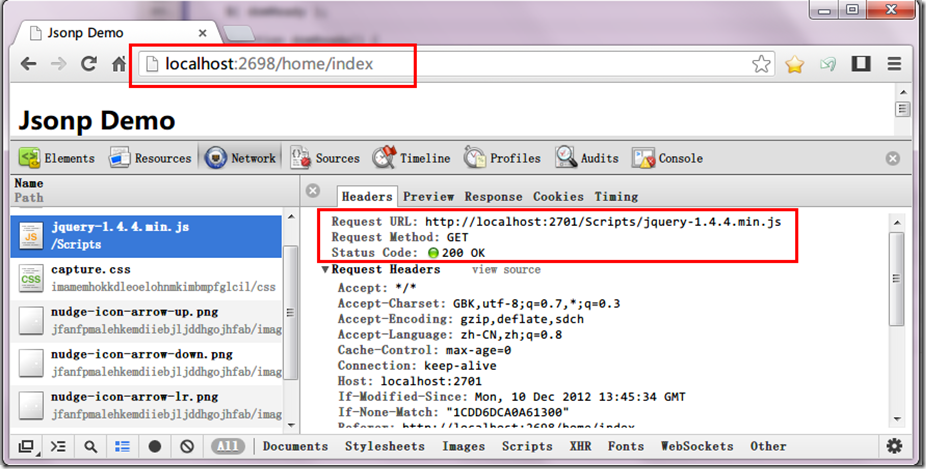 Jsonp Demo
localhost:2698/home/index
Jsonp Demo
Elements Resources Network Sources Timeline Profiles Audits Console
Name
Path
Headers Preview Response Cookies Timing
jquery-1.4.4.min.js
/Scripts
capture.css
imamemhokkdleoelohnmkimbmpfglcil/css
nudge-icon-arrow-up.png
jfanfpmalehkemdiiebjljddhgojhfab/imag
nudge-icon-arrow-down.png
jfanfpmalehkemdiiebjljddhgojhfab/imag
nudge-icon-arrow-lr.png
jfanfpmalehkemdiiebjljddhgojhfab/imag
Request URL: http://localhost:2701/Scripts/jquery-1.4.4.min.js
Request Method: GET
Status Code: 200 OK
Request Headers view source
Accept: */*
Accept-Charset: GBK,utf-8;q=0.7,*;q=0.3
Accept-Encoding: gzip,deflate,sdch
Accept-Language: zh-CN,zh;q=0.8
Cache-Control: max-age=0
Connection: keep-alive
Host: localhost:2701
If-Modified-Since: Mon, 10 Dec 2012 13:45:34 GMT
If-None-Match: "1CDD6DCA0A61300"
Referer: http://localhost:2698/home/index
All Documents Stylesheets Images Scripts XHR Fonts WebSockets Other